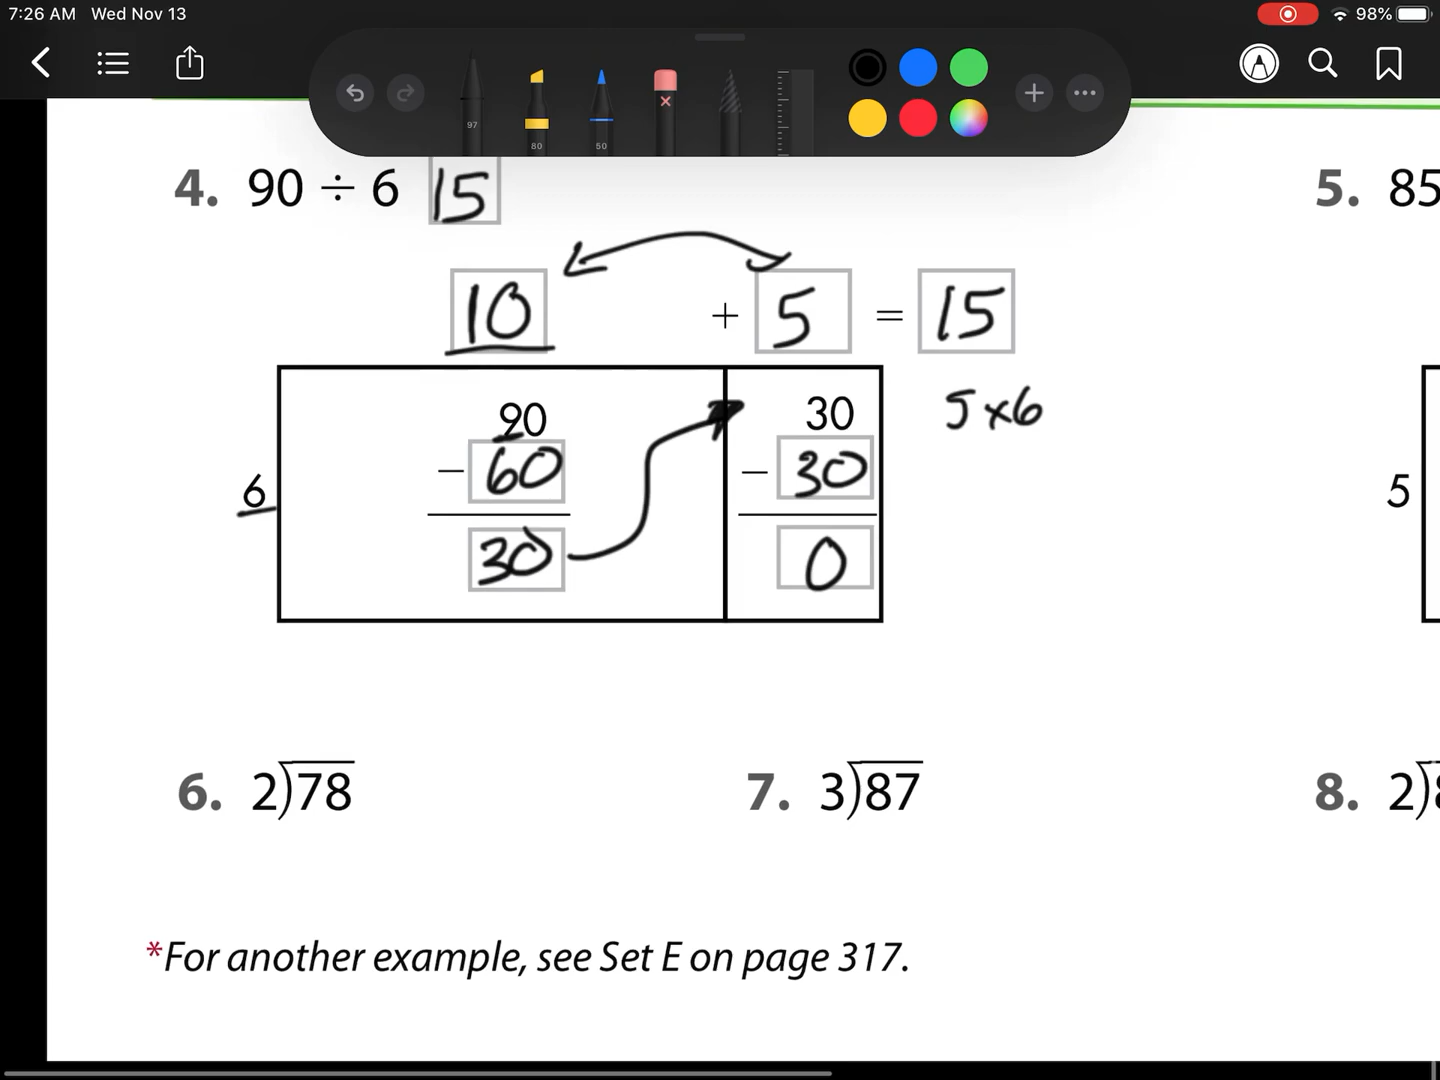 7:26 AM Wed Nov 13 98%
97 80 50
4. 90 ÷ 6 15
5. 85
10 + 5 = 15
90 30 5 x 6
6 - 60 - 30 5
30 0
6. 2)78 7. 3)87 8. 2)
*For another example, see Set E on page 317.